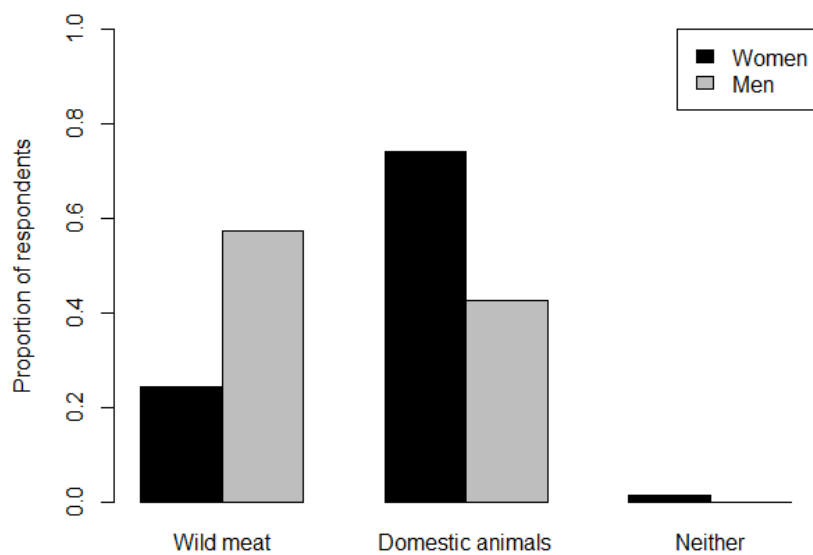 Women
Men
Proportion of respondents
1.0
0.8
0.6
0.4
0.2
0.0
Wild meat
Domestic animals
Neither